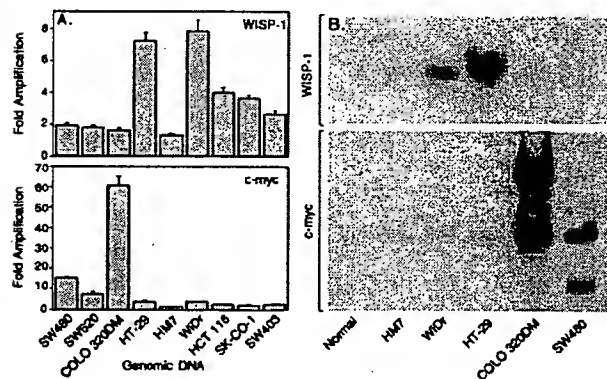 A.
WISP-1
Fold Amplification
8
6
4
2
0
c-myc
Fold Amplification
70
60
50
40
30
20
10
0
SW480
SW620
COLO 320DM
HT-29
HM7
WiDr
HCT 116
SK-CO-1
SW403
Genomic DNA
B.
WISP-1
c-myc
Normal
HM7
WiDr
HT-29
COLO 320DM
SW480